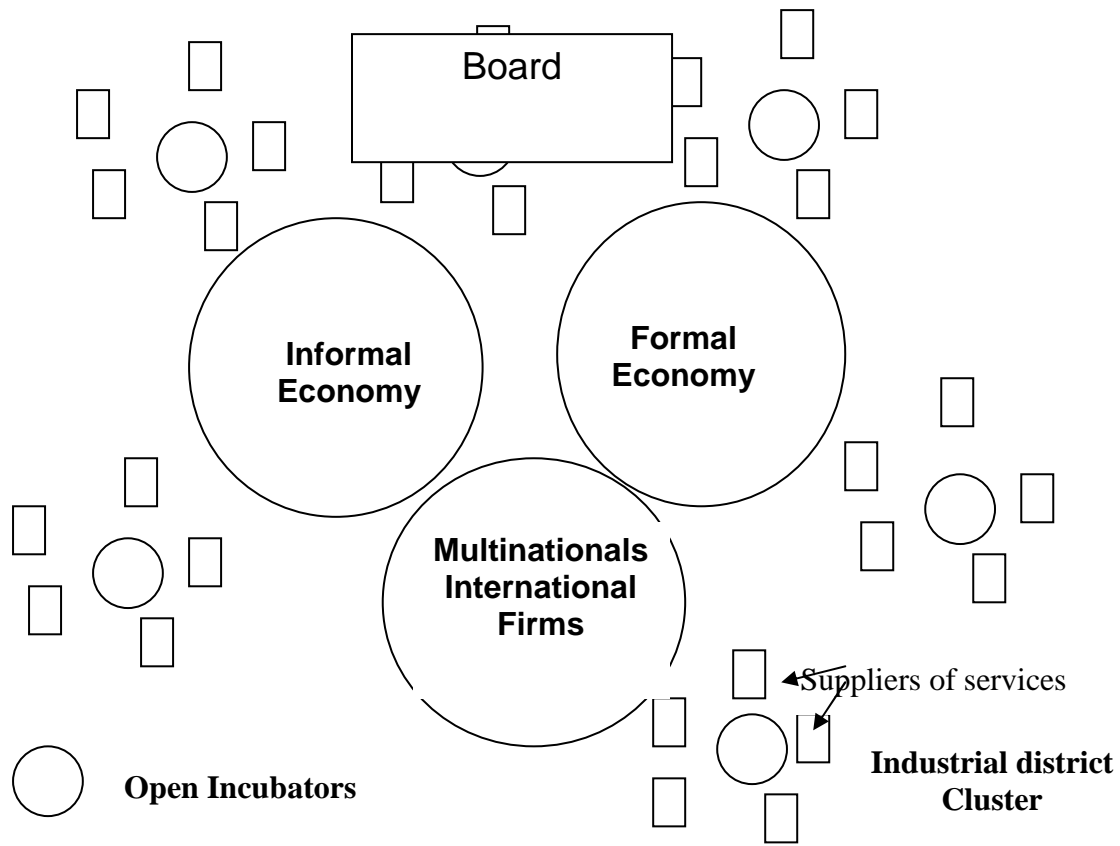 Board
Informal
Economy
Formal
Economy
Multinationals
International
Firms
Suppliers of services
Open Incubators
Industrial district
Cluster